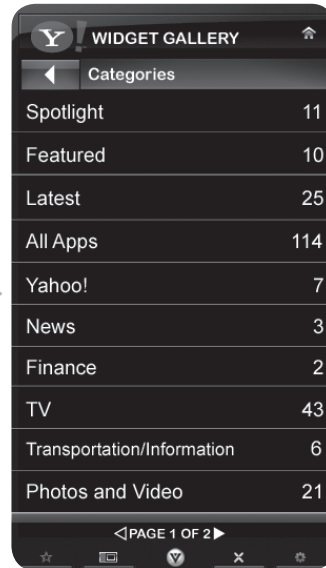 Y! WIDGET GALLERY
Categories
Spotlight 11
Featured 10
Latest 25
All Apps 114
Yahoo! 7
News 3
Finance 2
TV 43
Transportation/Information 6
Photos and Video 21
PAGE 1 OF 2